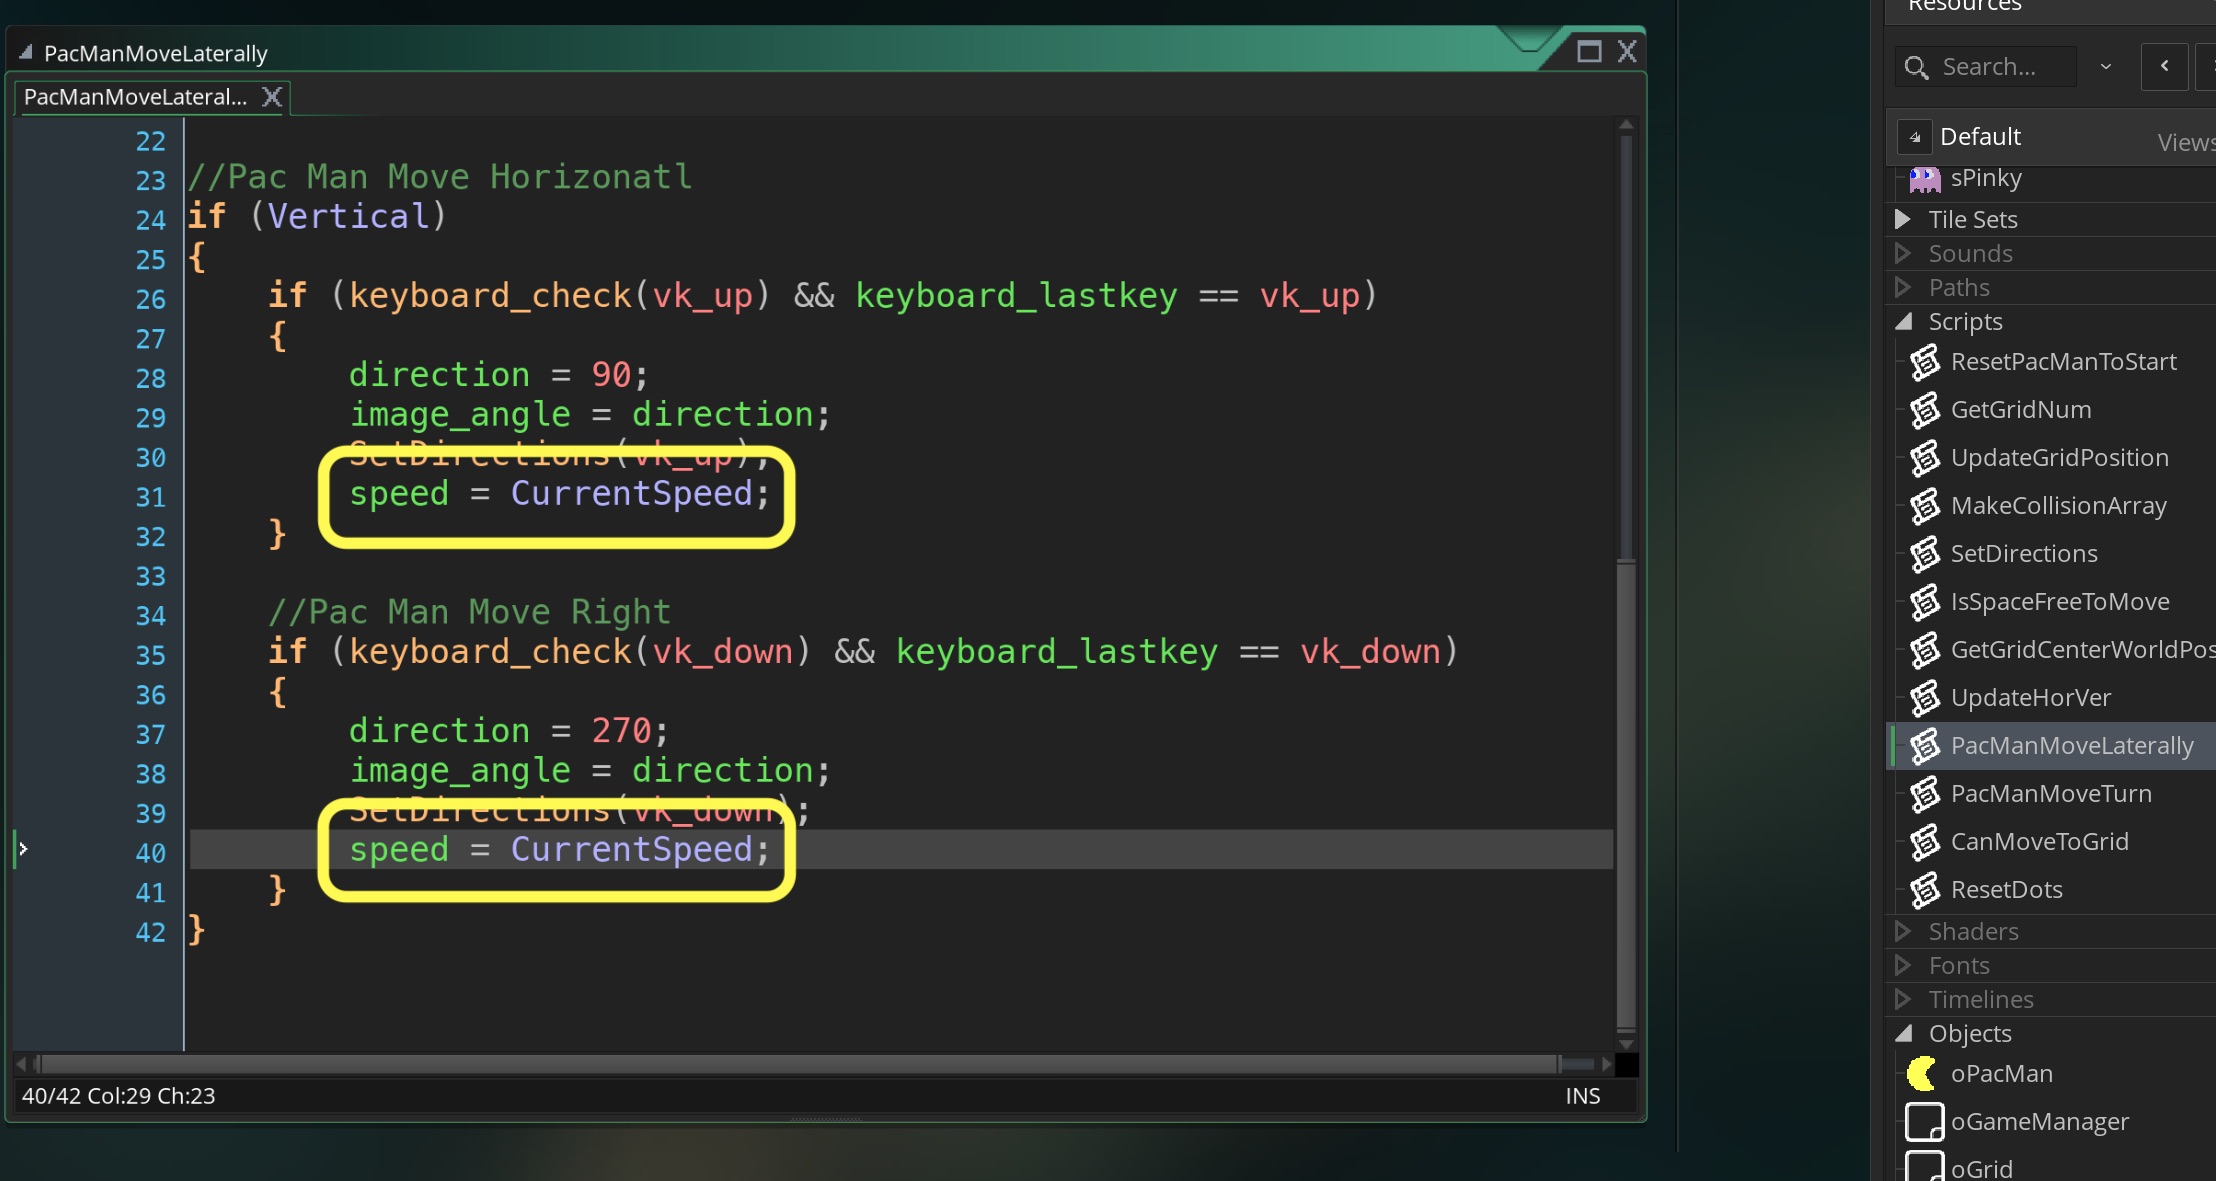 PacManMoveLaterally
PacManMoveLateral...
22
23 //Pac Man Move Horizonatl
24 if (Vertical)
25 {
26 if (keyboard_check(vk_up) && keyboard_lastkey == vk_up)
27 {
28 direction = 90;
29 image_angle = direction;
30 SetDirections(vk_up);
31 speed = CurrentSpeed;
32 }
33
34 //Pac Man Move Right
35 if (keyboard_check(vk_down) && keyboard_lastkey == vk_down)
36 {
37 direction = 270;
38 image_angle = direction;
39 SetDirections(vk_down);
40 speed = CurrentSpeed;
41 }
42 }
40/42 Col:29 Ch:23 INS
Resources
Search...
Default Views
sPinky
Tile Sets
Sounds
Paths
Scripts
ResetPacManToStart
GetGridNum
UpdateGridPosition
MakeCollisionArray
SetDirections
IsSpaceFreeToMove
GetGridCenterWorldPos
UpdateHorVer
PacManMoveLaterally
PacManMoveTurn
CanMoveToGrid
ResetDots
Shaders
Fonts
Timelines
Objects
oPacMan
oGameManager
oGrid